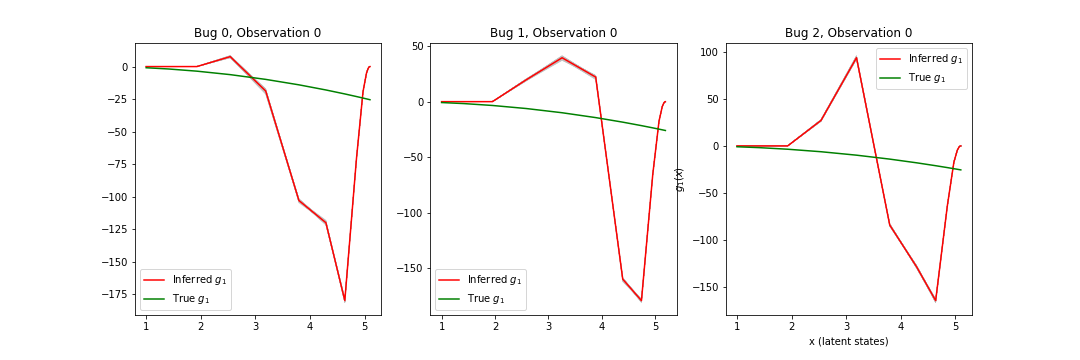 Bug 0, Observation 0
0
−25
−50
−75
−100
−125
−150
−175
1 2 3 4 5
Inferred g₁
True g₁
Bug 1, Observation 0
50
0
−50
−100
−150
1 2 3 4 5
Inferred g₁
True g₁
Bug 2, Observation 0
g₁(x)
100
50
0
−50
−100
−150
1 2 3 4 5
x (latent states)
Inferred g₁
True g₁